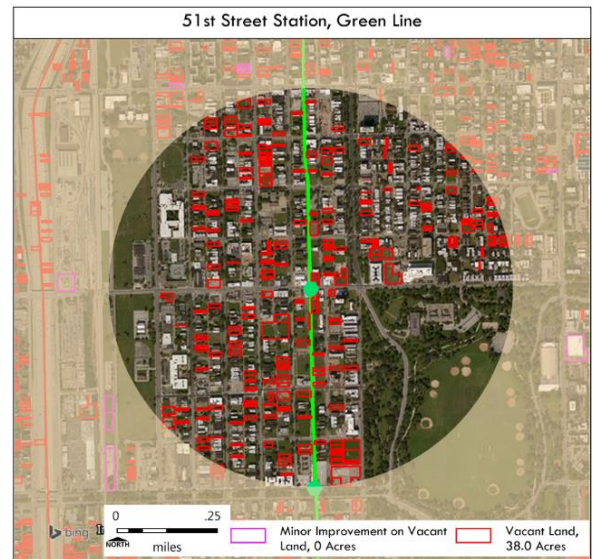 51st Street Station, Green Line
0 .25
NORTH miles
bing
Minor Improvement on Vacant
Land, 0 Acres
Vacant Land,
38.0 Acres